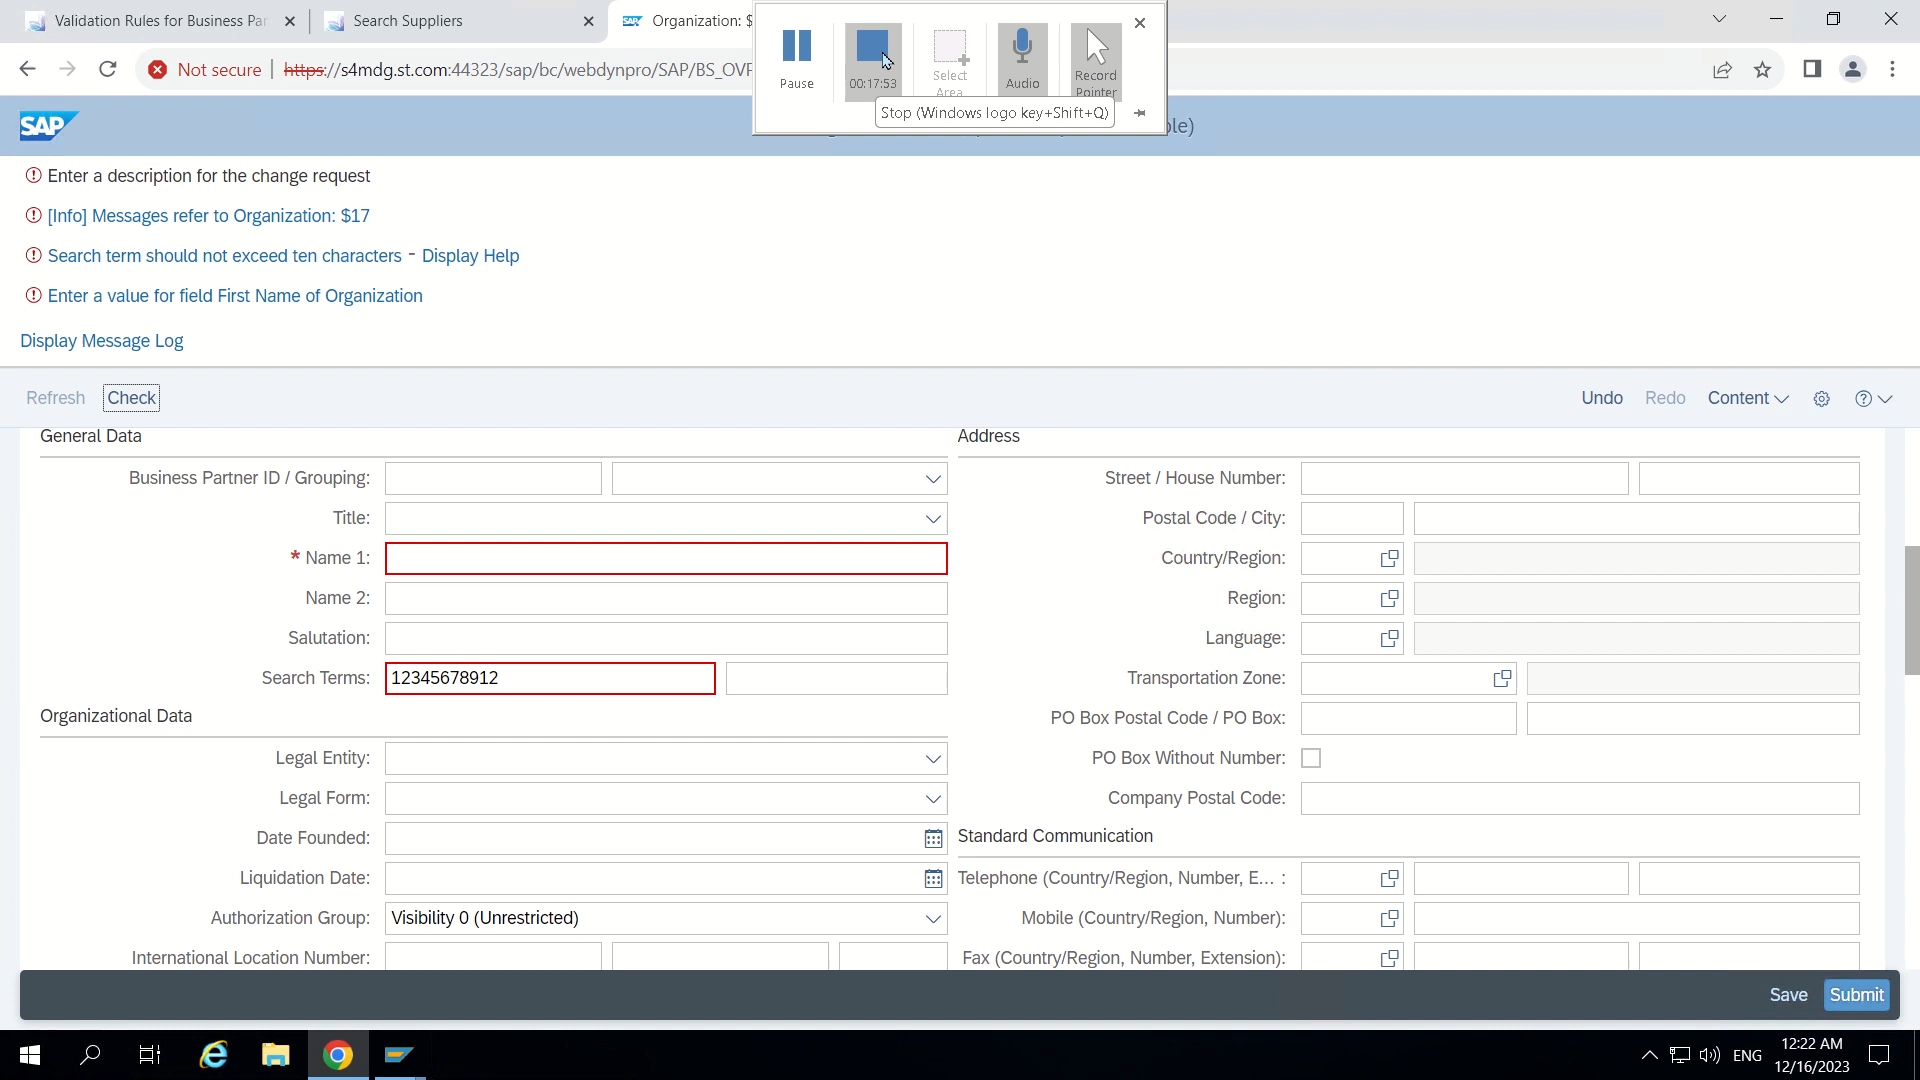 Validation Rules for Business Par
Search Suppliers
SAP Organization: $
Pause
00:17:53
Select
Area
Audio
Record
Pointer
Stop (Windows logo key+Shift+Q)
Not secure
https://s4mdg.st.com:44323/sap/bc/webdynpro/SAP/BS_OVP
SAP
ble)
Enter a description for the change request
[Info] Messages refer to Organization: $17
Search term should not exceed ten characters - Display Help
Enter a value for field First Name of Organization
Display Message Log
Refresh Check Undo Redo Content
General Data
Address
Business Partner ID / Grouping:
Street / House Number:
Title:
Postal Code / City:
* Name 1:
Country/Region:
Name 2:
Region:
Salutation:
Language:
Search Terms: 12345678912
Transportation Zone:
Organizational Data
PO Box Postal Code / PO Box:
Legal Entity:
PO Box Without Number:
Legal Form:
Company Postal Code:
Date Founded:
Standard Communication
Liquidation Date:
Telephone (Country/Region, Number, E... :
Authorization Group: Visibility 0 (Unrestricted)
Mobile (Country/Region, Number):
International Location Number:
Fax (Country/Region, Number, Extension):
Save Submit
ENG
12:22 AM
12/16/2023